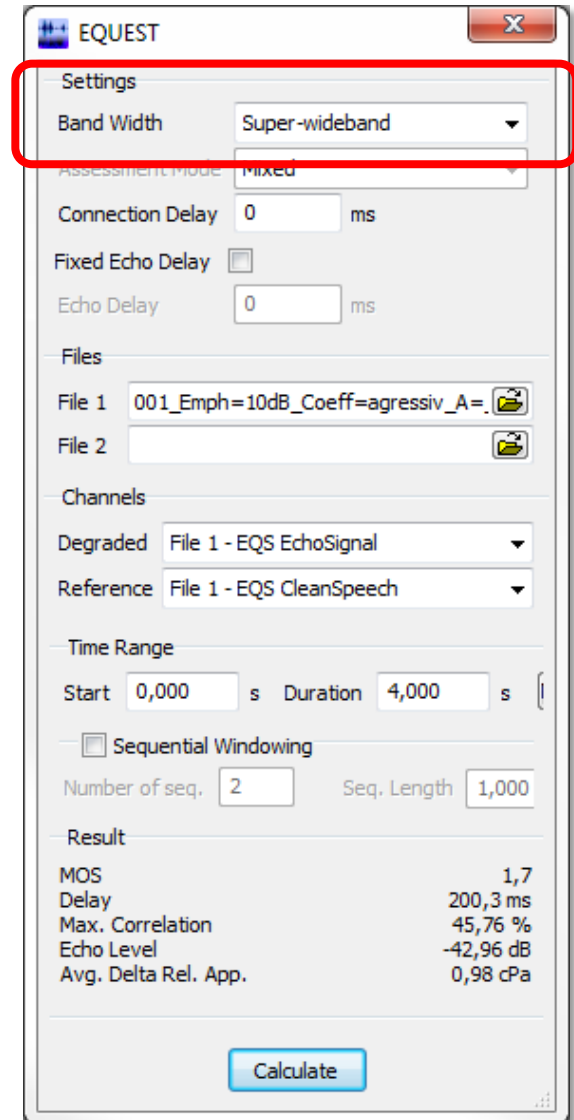 EQUEST
Settings
Band Width Super-wideband
Assessment Mode Mixed
Connection Delay 0 ms
Fixed Echo Delay
Echo Delay 0 ms
Files
File 1 001_Emph=10dB_Coeff=agressiv_A=_
File 2
Channels
Degraded File 1 - EQS EchoSignal
Reference File 1 - EQS CleanSpeech
Time Range
Start 0,000 s Duration 4,000 s
Sequential Windowing
Number of seq. 2 Seq. Length 1,000
Result
MOS 1,7
Delay 200,3 ms
Max. Correlation 45,76 %
Echo Level -42,96 dB
Avg. Delta Rel. App. 0,98 cPa
Calculate